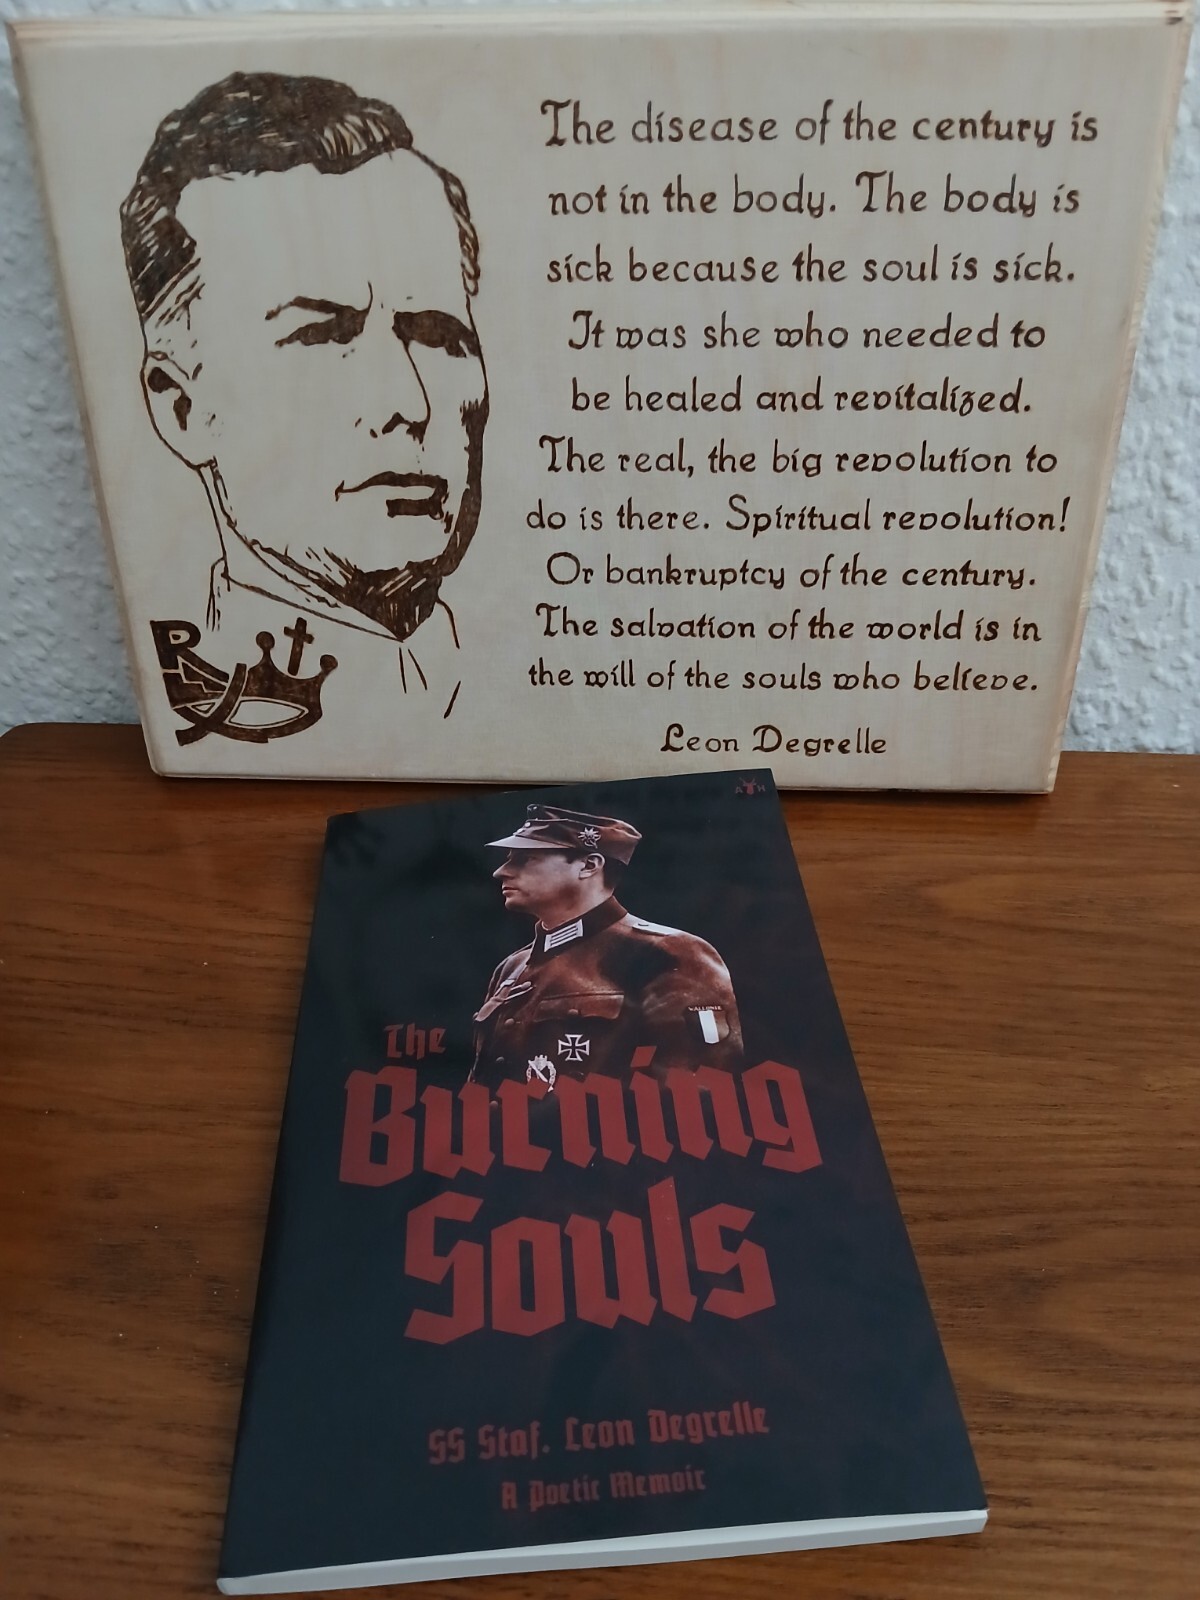 The disease of the century is
not in the body. The body is
sick because the soul is sick.
It was she who needed to
be healed and revitalized.
The real, the big revolution to
do is there. Spiritual revolution!
Or bankruptcy of the century.
The salvation of the world is in
the will of the souls who believe.
Leon Degrelle
R
A H
WALLONIE
The
Burning
Souls
SS Staf. Leon Degrelle
A Poetic Memoir